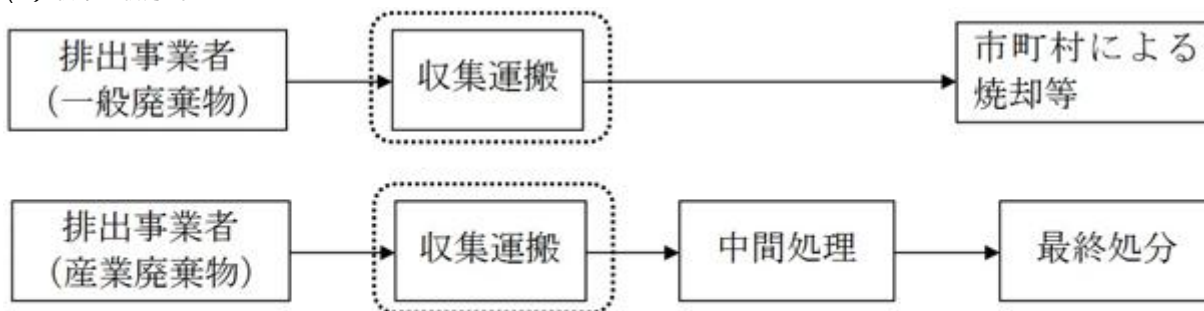 排出事業者
(一般廃棄物)
収集運搬
市町村による
焼却等
排出事業者
(産業廃棄物)
収集運搬
中間処理
最終処分